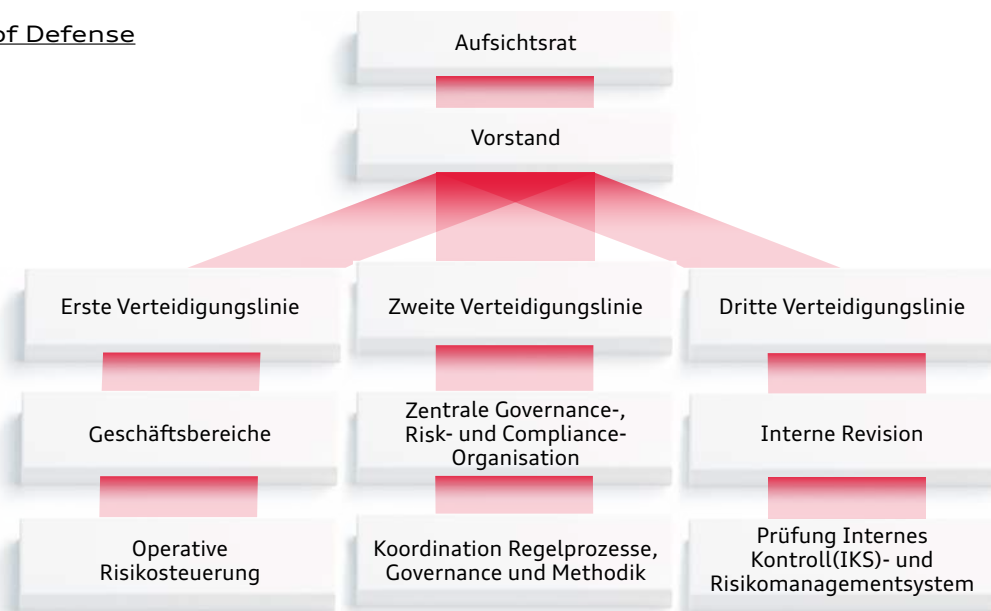 of Defense
Aufsichtsrat
Vorstand
Erste Verteidigungslinie
Zweite Verteidigungslinie
Dritte Verteidigungslinie
Geschäftsbereiche
Zentrale Governance-,
Risk- und Compliance-
Organisation
Interne Revision
Operative
Risikosteuerung
Koordination Regelprozesse,
Governance und Methodik
Prüfung Internes
Kontroll(IKS)- und
Risikomanagementsystem